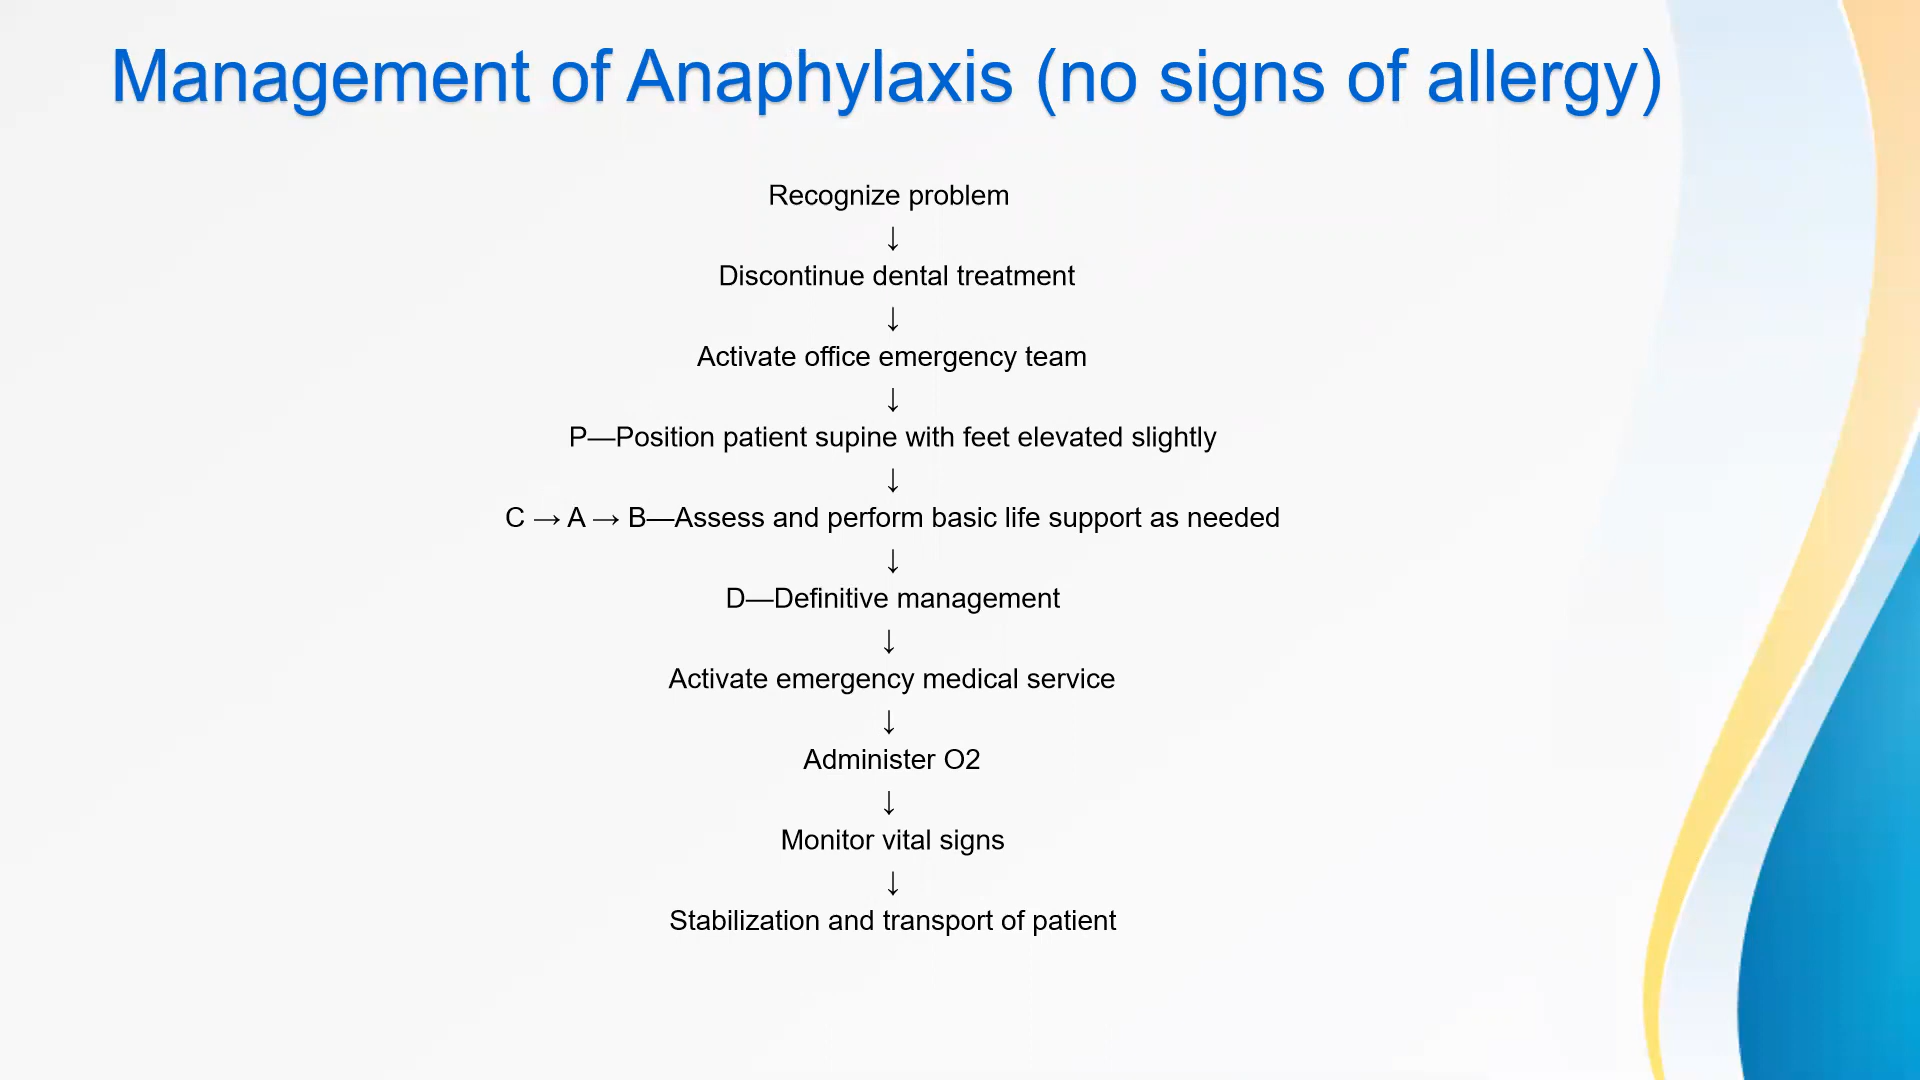 Management of Anaphylaxis (no signs of allergy)
Recognize problem
↓
Discontinue dental treatment
↓
Activate office emergency team
↓
P—Position patient supine with feet elevated slightly
↓
C → A → B—Assess and perform basic life support as needed
↓
D—Definitive management
↓
Activate emergency medical service
↓
Administer O2
↓
Monitor vital signs
↓
Stabilization and transport of patient